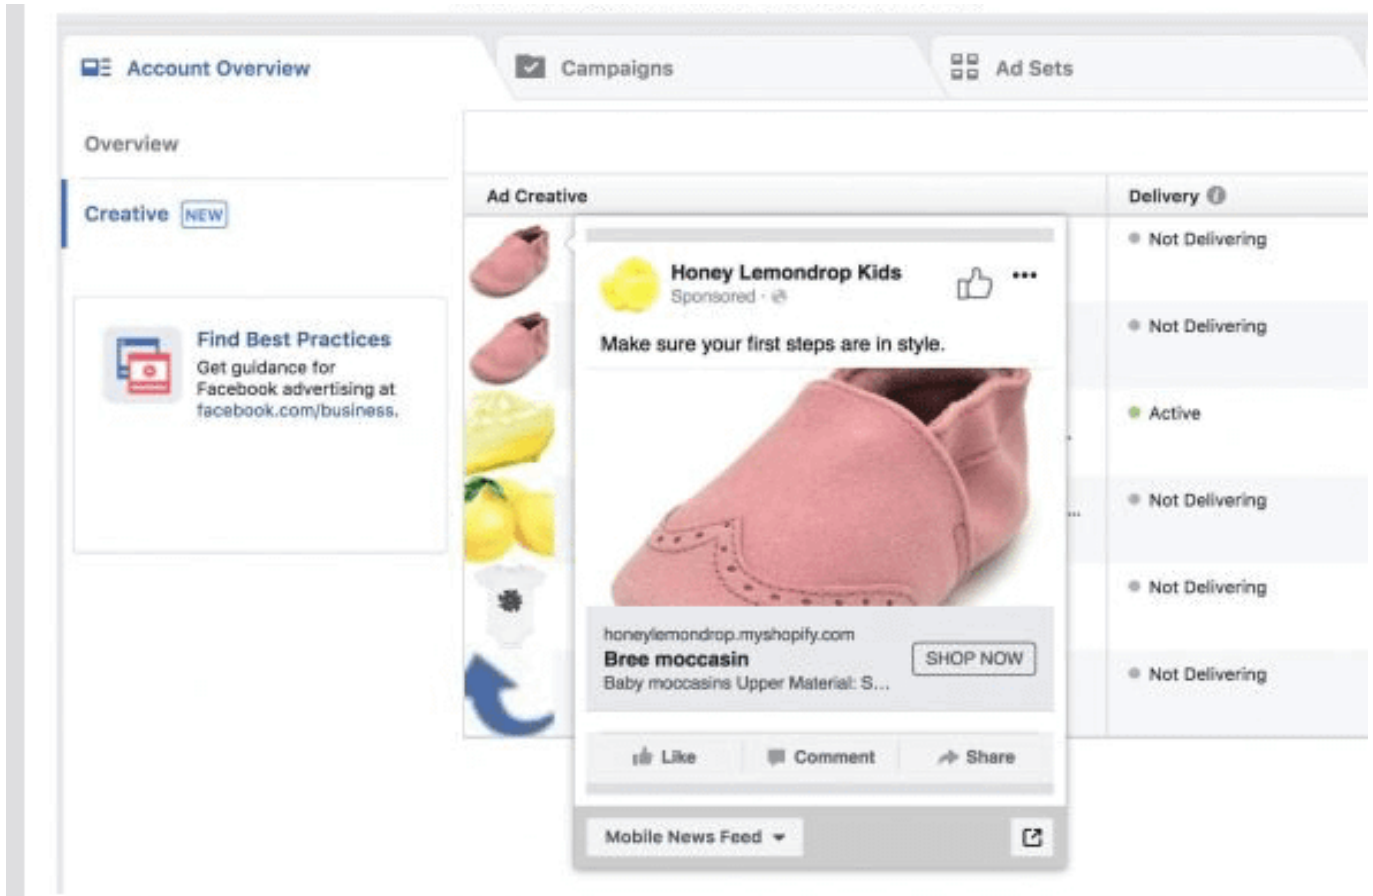 Account Overview
Campaigns
Ad Sets
Overview
Creative NEW
Find Best Practices
Get guidance for
Facebook advertising at
facebook.com/business.
Ad Creative
Delivery
Not Delivering
Not Delivering
Active
Not Delivering
Not Delivering
Not Delivering
Honey Lemondrop Kids
Sponsored ·
Make sure your first steps are in style.
honeylemondrop.myshopify.com
Bree moccasin
Baby moccasins Upper Material: S...
SHOP NOW
Like
Comment
Share
Mobile News Feed